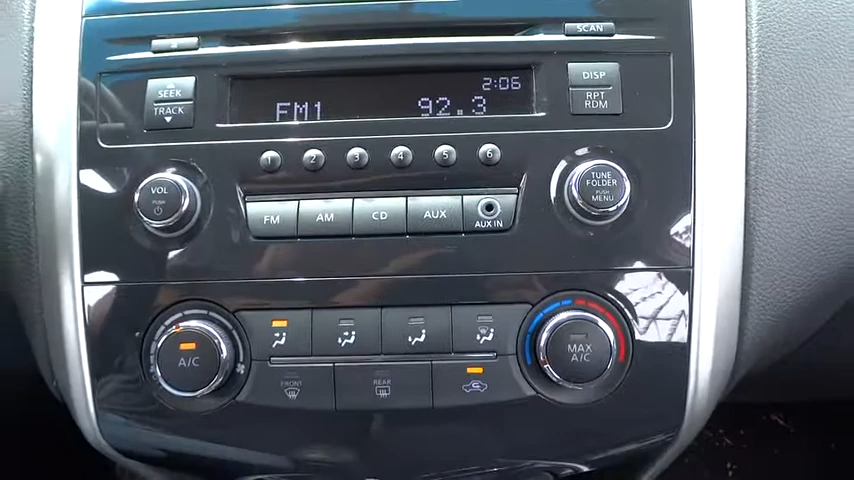 SCAN
SEEK
TRACK
FM1 92.3 2:06
DISP
RPT
RDM
1 2 3 4 5 6
VOL
PUSH
TUNE
FOLDER
PUSH
MENU
FM AM CD AUX AUX IN
A/C
MAX
A/C
FRONT
REAR